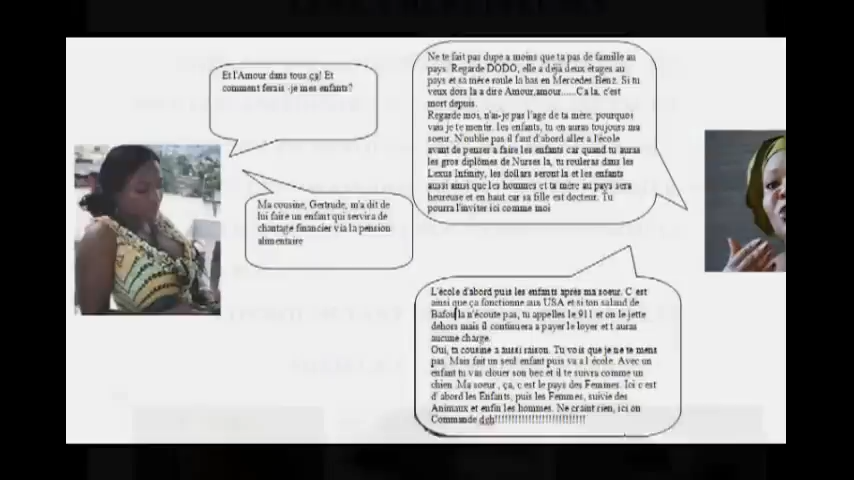 Et l'Amour dans tous ça! Et
comment ferais -je mes enfants?
Ne te fait pas dupe a moins que ta pas de famille au
pays. Regarde DODO, elle a déjà deux étages au
pays et sa mère roule la bas en Mercedes Benz. Si tu
veux dors la a dire Amour,amour......Ca la, c'est
mort depuis.
Regarde moi, n'ai-je pas l'age de ta mère, pourquoi
vais je te mentir. les enfants, tu en auras toujours ma
soeur. N'oublie pas il faut d'abord aller a l'école
avant de penser a faire les enfants car quand tu auras
les gros diplômes de Nurses la, tu rouleras dans les
Lexus Infinity, les dollars seront la et les enfants
aussi ainsi que les hommes et ta mère au pays sera
heureuse et en haut car sa fille est docteur. Tu
pourra l'inviter ici comme moi
Ma cousine, Gertrude, m'a dit de
lui faire un enfant qui servira de
chantage financier via la pension
alimentaire
L'école d'abord puis les enfants après ma soeur. C est
ainsi que ça fonctionne aux USA et si ton salaud de
Bafou la n'écoute pas, tu appelles le 911 et on le jette
dehors mais il continuera a payer le loyer et t auras
aucune charge.
Oui, ta cousine a aussi raison. Tu vois que je ne te mens
pas. Mais fait un seul enfant puis va a l école. Avec un
enfant tu vas clouer son bec et il te suivra comme un
chien .Ma soeur , ça, c est le pays des Femmes. Ici c est
d' abord les Enfants, puis les Femmes, suivie des
Animaux et enfin les hommes. Ne craint rien, ici on
Commande